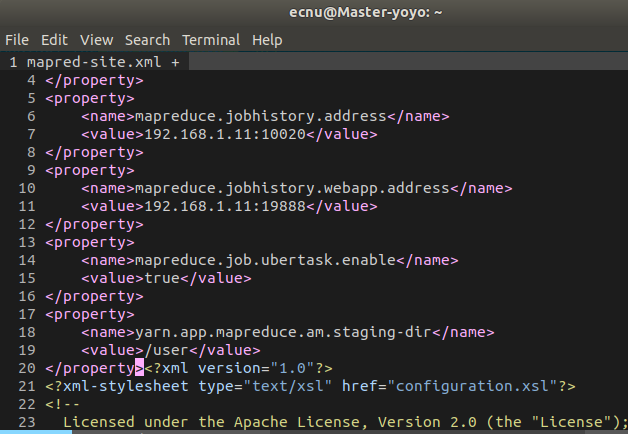 ecnu@Master-yoyo: ~
File Edit View Search Terminal Help
1 mapred-site.xml +
4 </property>
5 <property>
6 <name>mapreduce.jobhistory.address</name>
7 <value>192.168.1.11:10020</value>
8 </property>
9 <property>
10 <name>mapreduce.jobhistory.webapp.address</name>
11 <value>192.168.1.11:19888</value>
12 </property>
13 <property>
14 <name>mapreduce.job.ubertask.enable</name>
15 <value>true</value>
16 </property>
17 <property>
18 <name>yarn.app.mapreduce.am.staging-dir</name>
19 <value>/user</value>
20 </property><?xml version="1.0"?>
21 <?xml-stylesheet type="text/xsl" href="configuration.xsl"?>
22 <!--
23 Licensed under the Apache License, Version 2.0 (the "License");